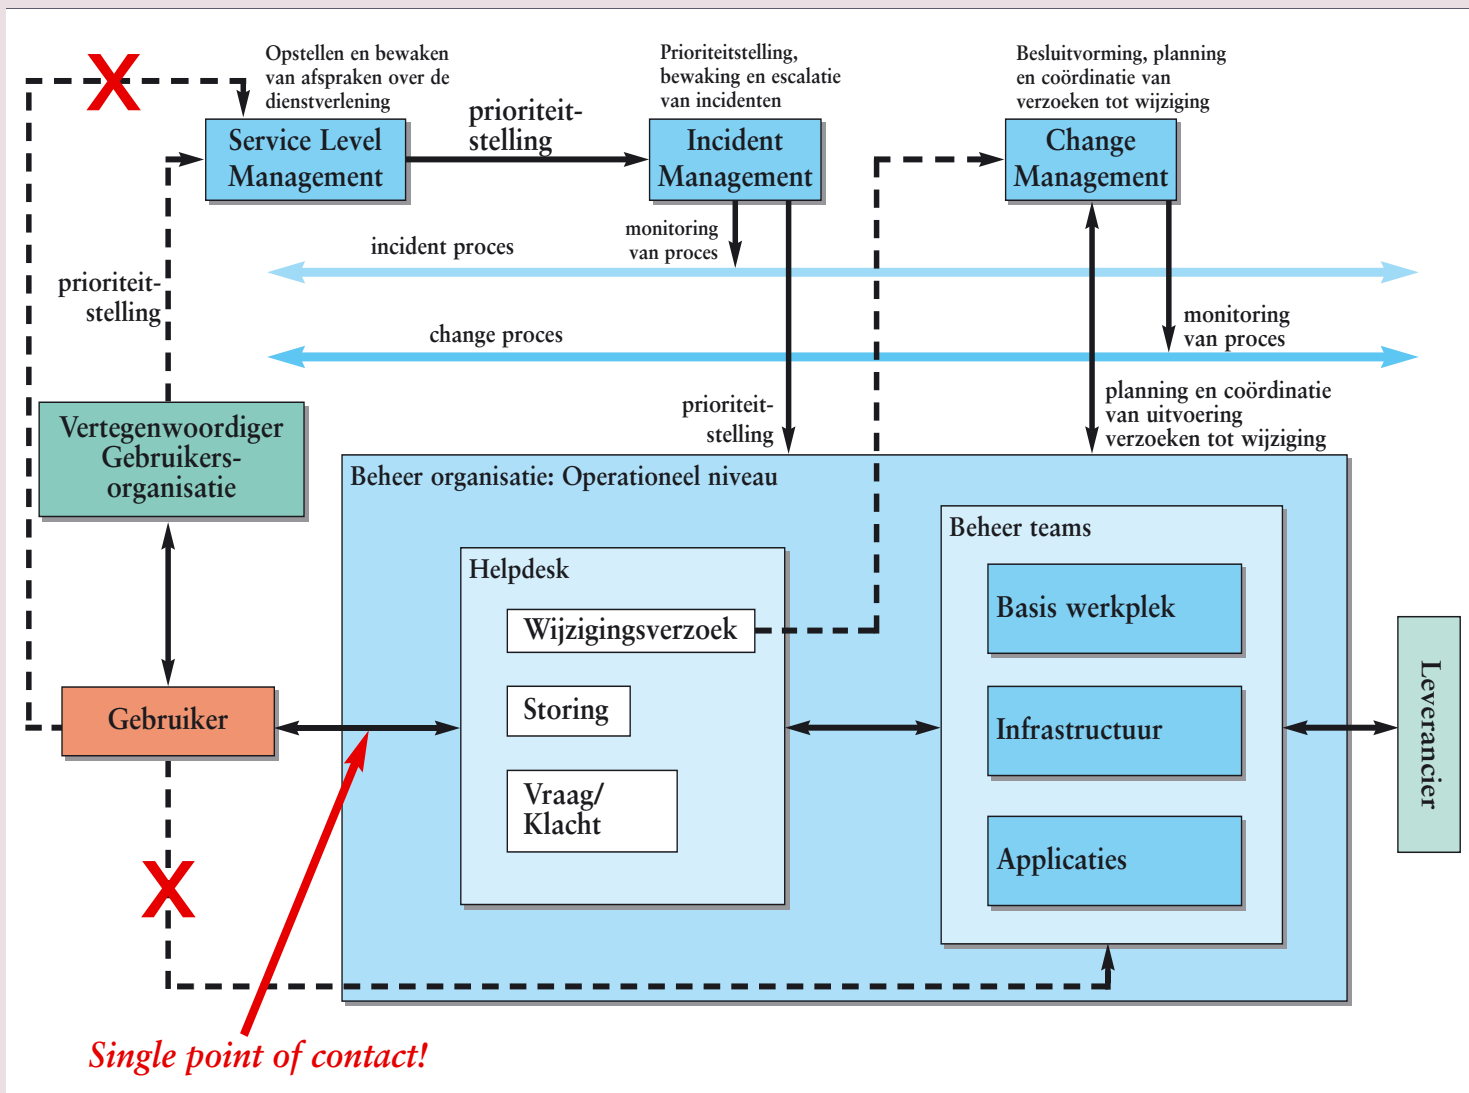 Opstellen en bewaken
van afspraken over de
dienstverlening
Prioriteitstelling,
bewaking en escalatie
van incidenten
Besluitvorming, planning
en coördinatie van
verzoeken tot wijziging
X
Service Level
Management
prioriteit-
stelling
Incident
Management
Change
Management
monitoring
van proces
incident proces
prioriteit-
stelling
change proces
monitoring
van proces
prioriteit-
stelling
planning en coördinatie
van uitvoering
verzoeken tot wijziging
Vertegenwoordiger
Gebruikers-
organisatie
Beheer organisatie: Operationeel niveau
Helpdesk
Wijzigingsverzoek
Storing
Vraag/
Klacht
Beheer teams
Basis werkplek
Infrastructuur
Applicaties
Leverancier
Gebruiker
X
Single point of contact!